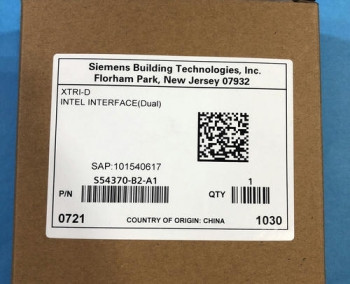 Siemens Building Technologies, Inc.
Florham Park, New Jersey 07932
XTRI-D
INTEL INTERFACE(Dual)
SAP:101540617
S54370-B2-A1
P/N
QTY
1
0721
COUNTRY OF ORIGIN: CHINA
1030